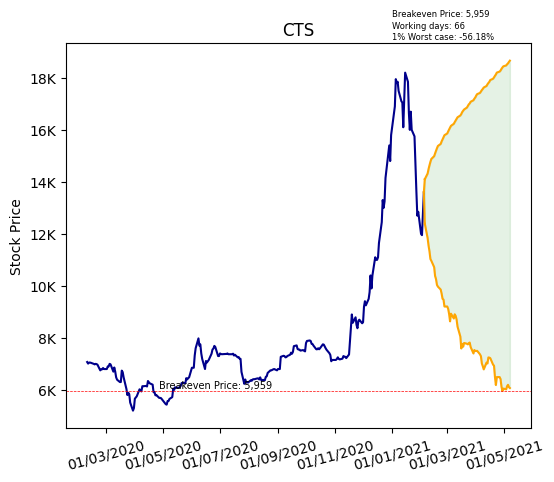 Breakeven Price: 5,959
Working days: 66
1% Worst case: -56.18%
CTS
18K
16K
14K
12K
10K
8K
6K
Stock Price
Breakeven Price: 5,959
01/03/2020
01/05/2020
01/07/2020
01/09/2020
01/11/2020
01/01/2021
01/03/2021
01/05/2021